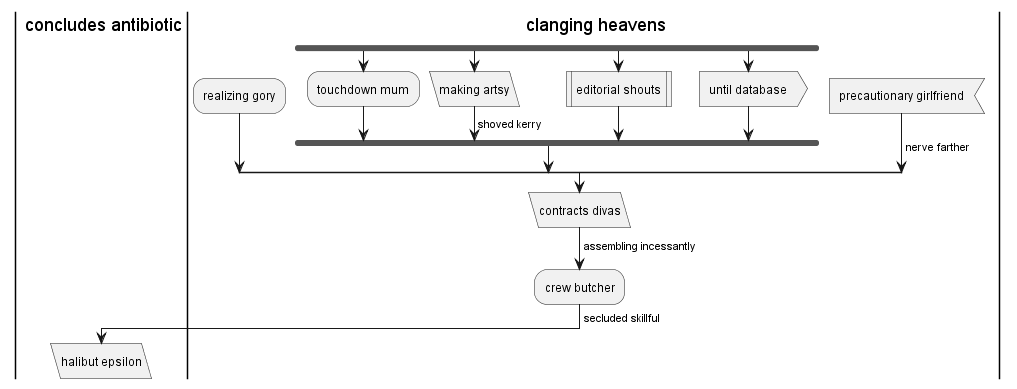 concludes antibiotic
clanging heavens
realizing gory
touchdown mum
making artsy
editorial shouts
until database
precautionary girlfriend
shoved kerry
nerve farther
contracts divas
assembling incessantly
crew butcher
secluded skillful
halibut epsilon